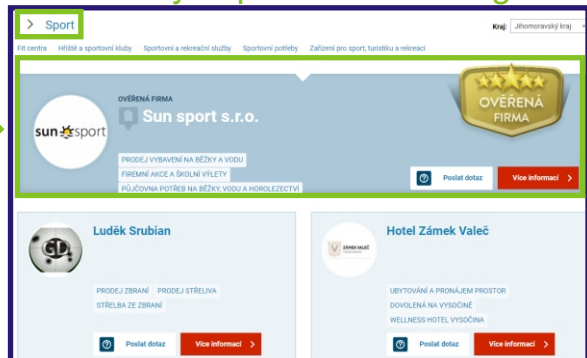 Sport
Kraj: Jihomoravský kraj
Fit centra Hřiště a sportovní kluby Sportovní a rekreační služby Sportovní potřeby Zařízení pro sport, turistiku a rekreaci
OVĚŘENÁ FIRMA
Sun sport s.r.o.
sun sport
OVĚŘENÁ
FIRMA
PRODEJ VYBAVENÍ NA BĚŽKY A VODU
FIREMNÍ AKCE A ŠKOLNÍ VÝLETY
PŮJČOVNA POTŘEB NA BĚŽKY, VODU A HOROLEZECTVÍ
Poslat dotaz Více informací
Luděk Srubian
PRODEJ ZBRANÍ PRODEJ STŘELIVA
STŘELBA ZE ZBRANÍ
Poslat dotaz Více informací
Hotel Zámek Valeč
ZÁMEK VALEČ
UBYTOVÁNÍ A PRONÁJEM PROSTOR
DOVOLENÁ NA VYSOČINĚ
WELLNESS HOTEL VYSOČINA
Poslat dotaz Více informací